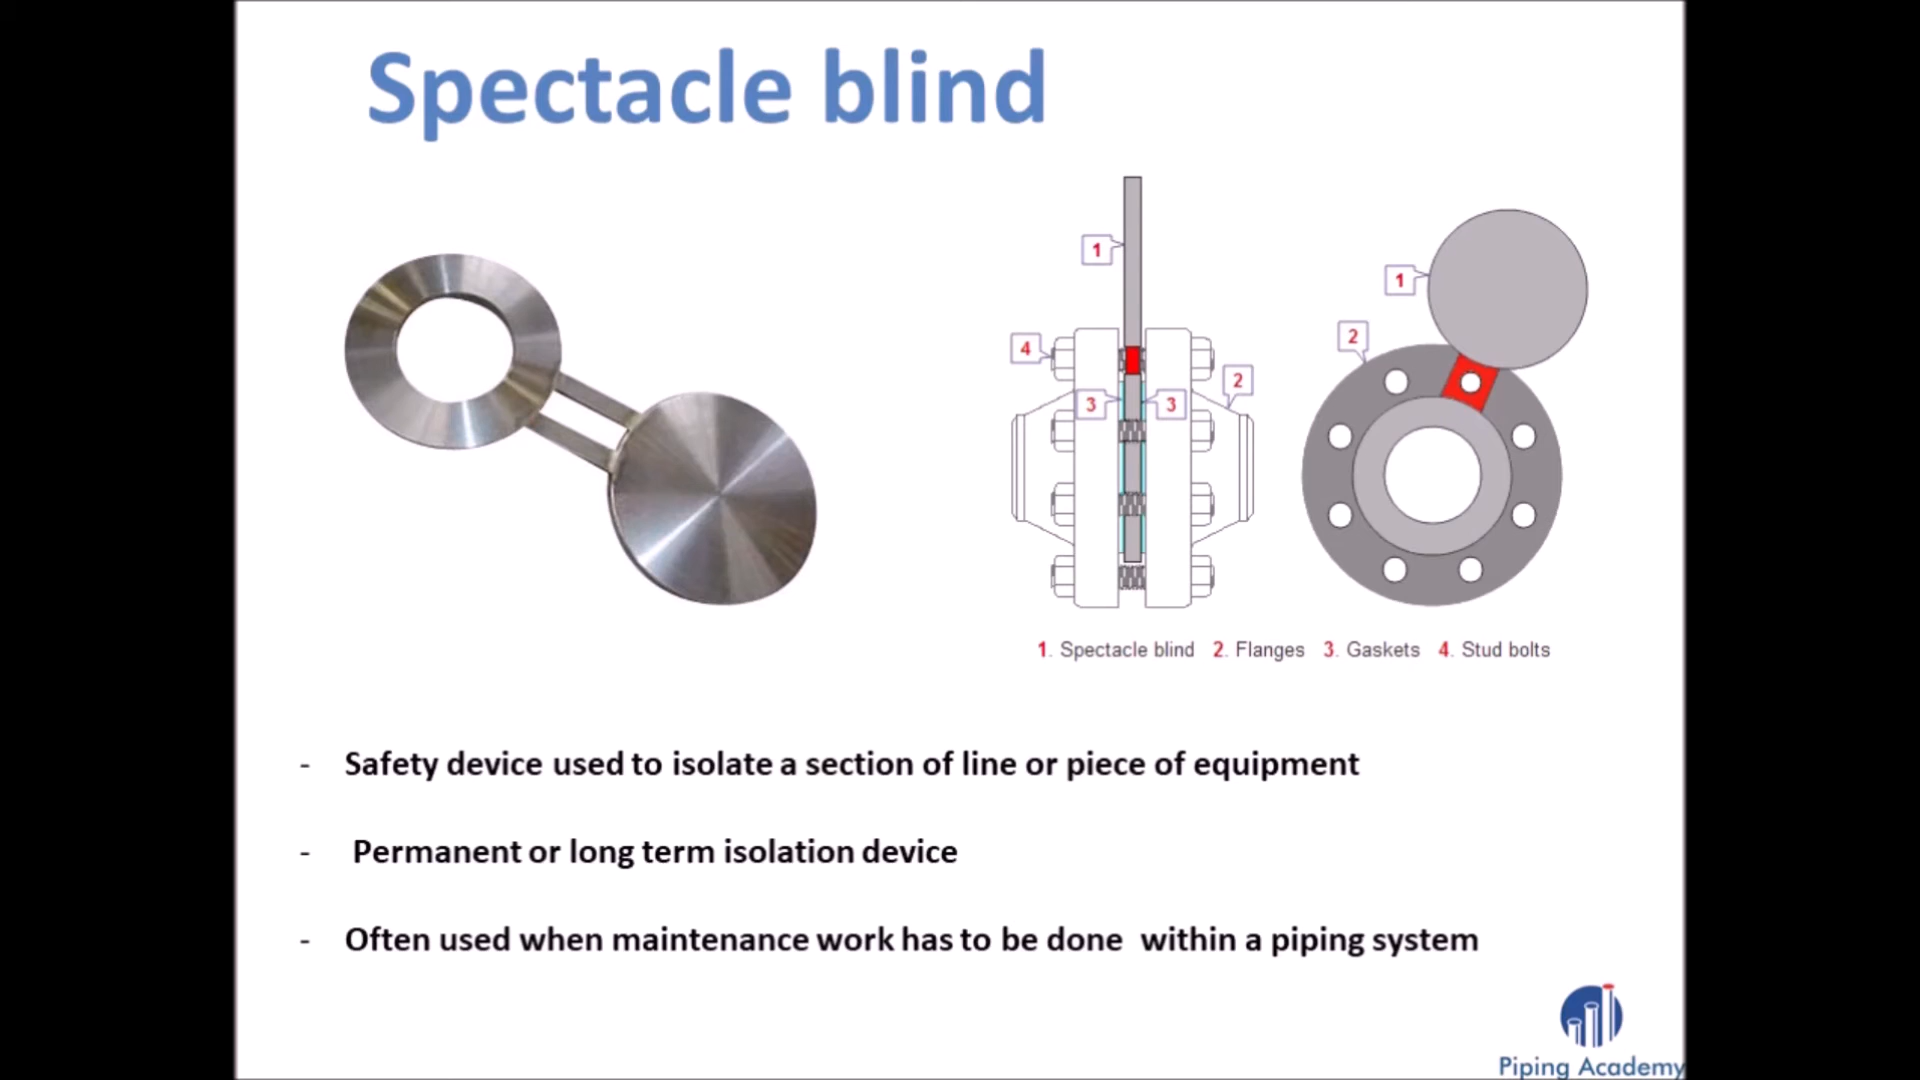 Spectacle blind
1
1
2
4
2
3
3
1. Spectacle blind 2. Flanges 3. Gaskets 4. Stud bolts
- Safety device used to isolate a section of line or piece of equipment
- Permanent or long term isolation device
- Often used when maintenance work has to be done within a piping system
Piping Academy